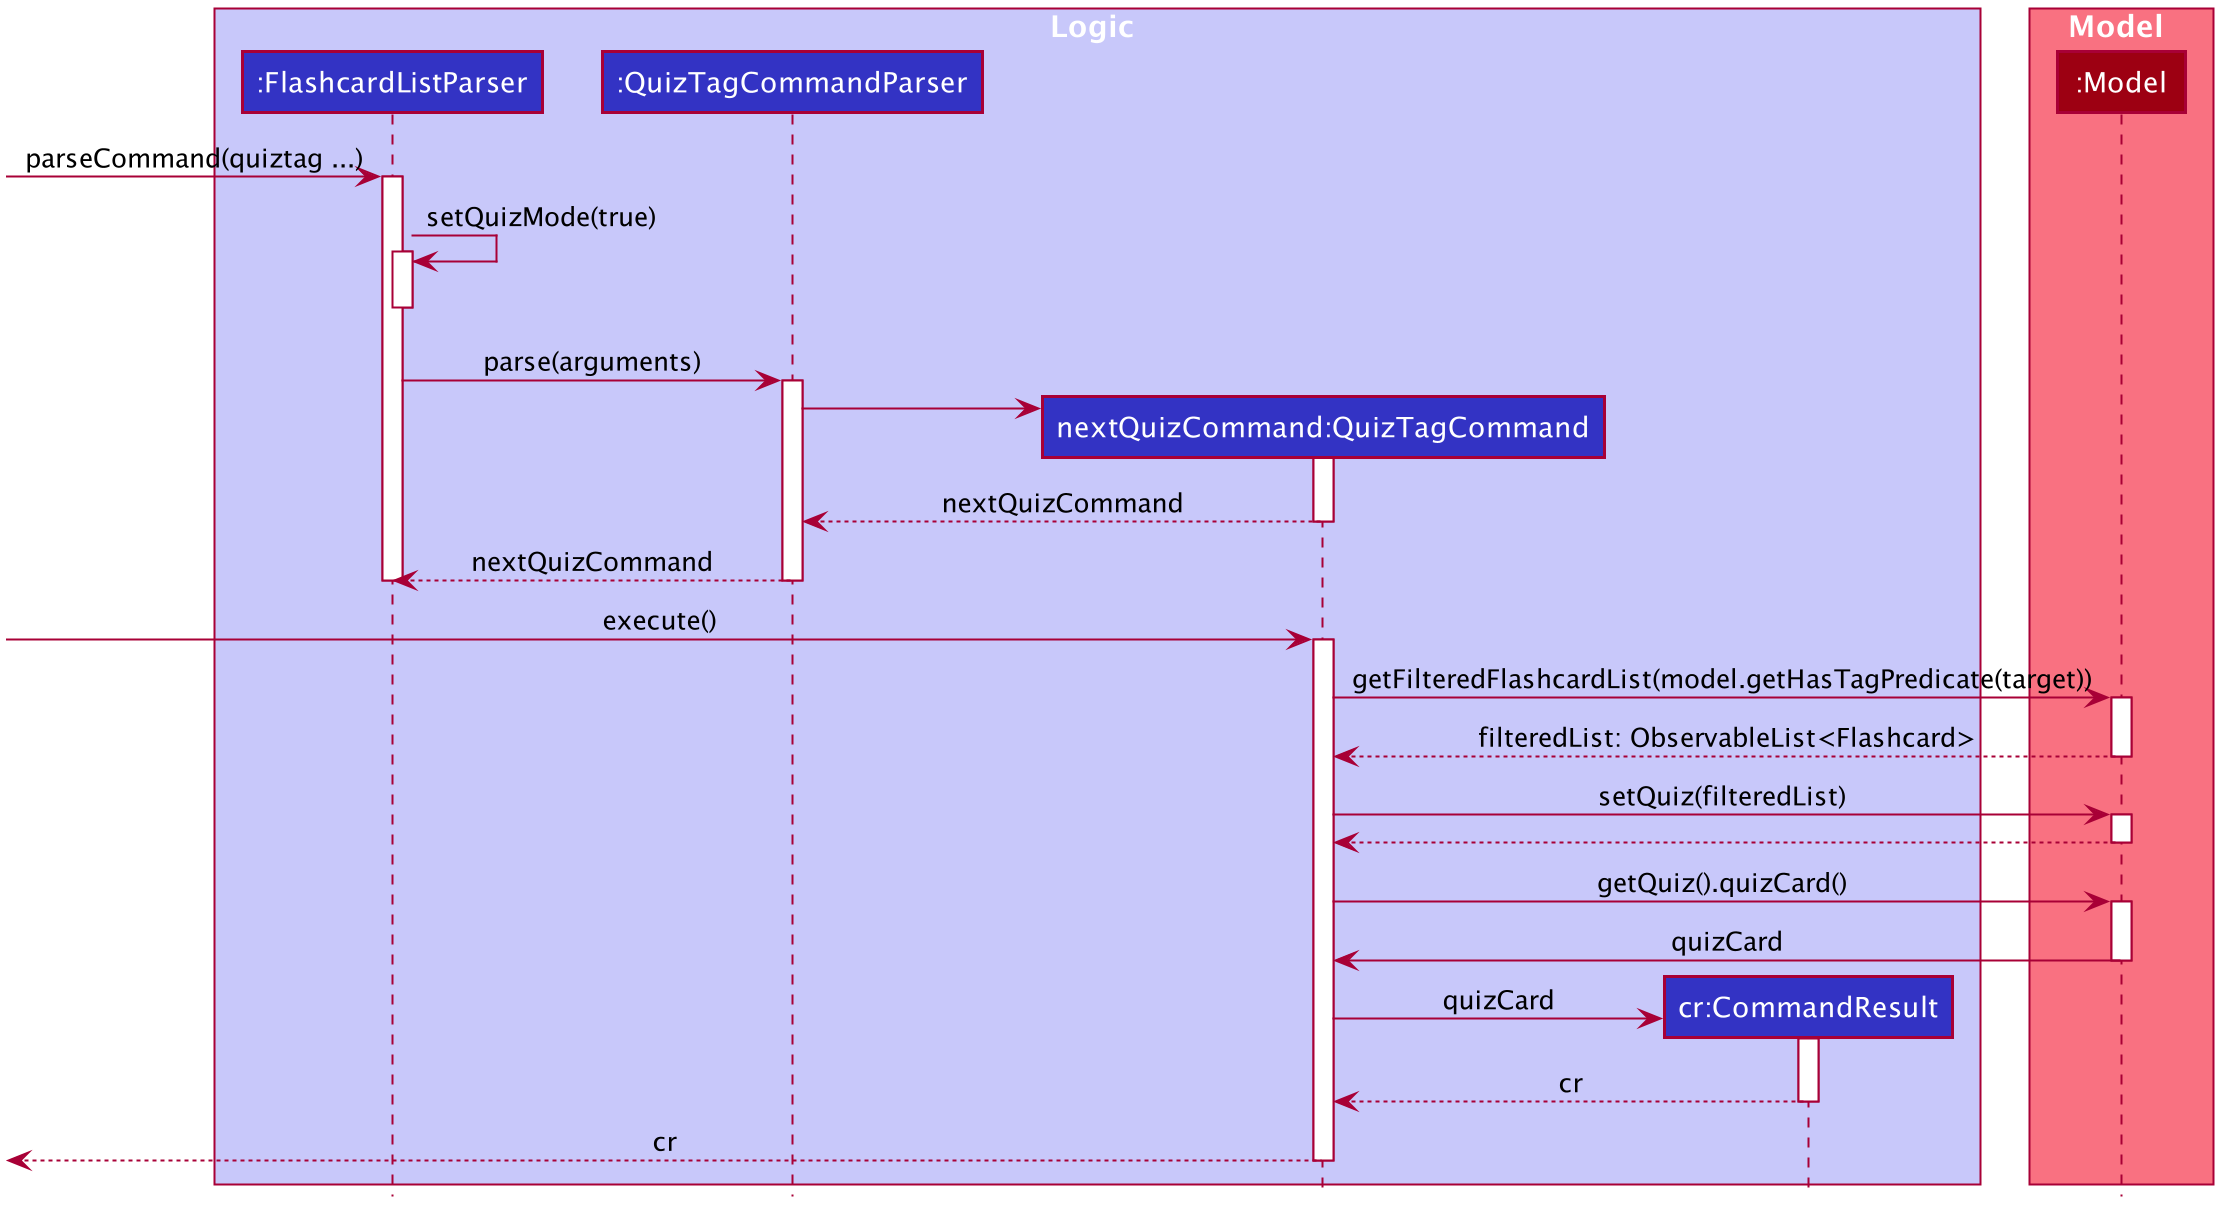 Logic
Model
:FlashcardListParser
:QuizTagCommandParser
:Model
parseCommand(quiztag ...)
setQuizMode(true)
parse(arguments)
nextQuizCommand:QuizTagCommand
nextQuizCommand
nextQuizCommand
execute()
getFilteredFlashcardList(model.getHasTagPredicate(target))
filteredList: ObservableList<Flashcard>
setQuiz(filteredList)
getQuiz().quizCard()
quizCard
quizCard
cr:CommandResult
cr
cr